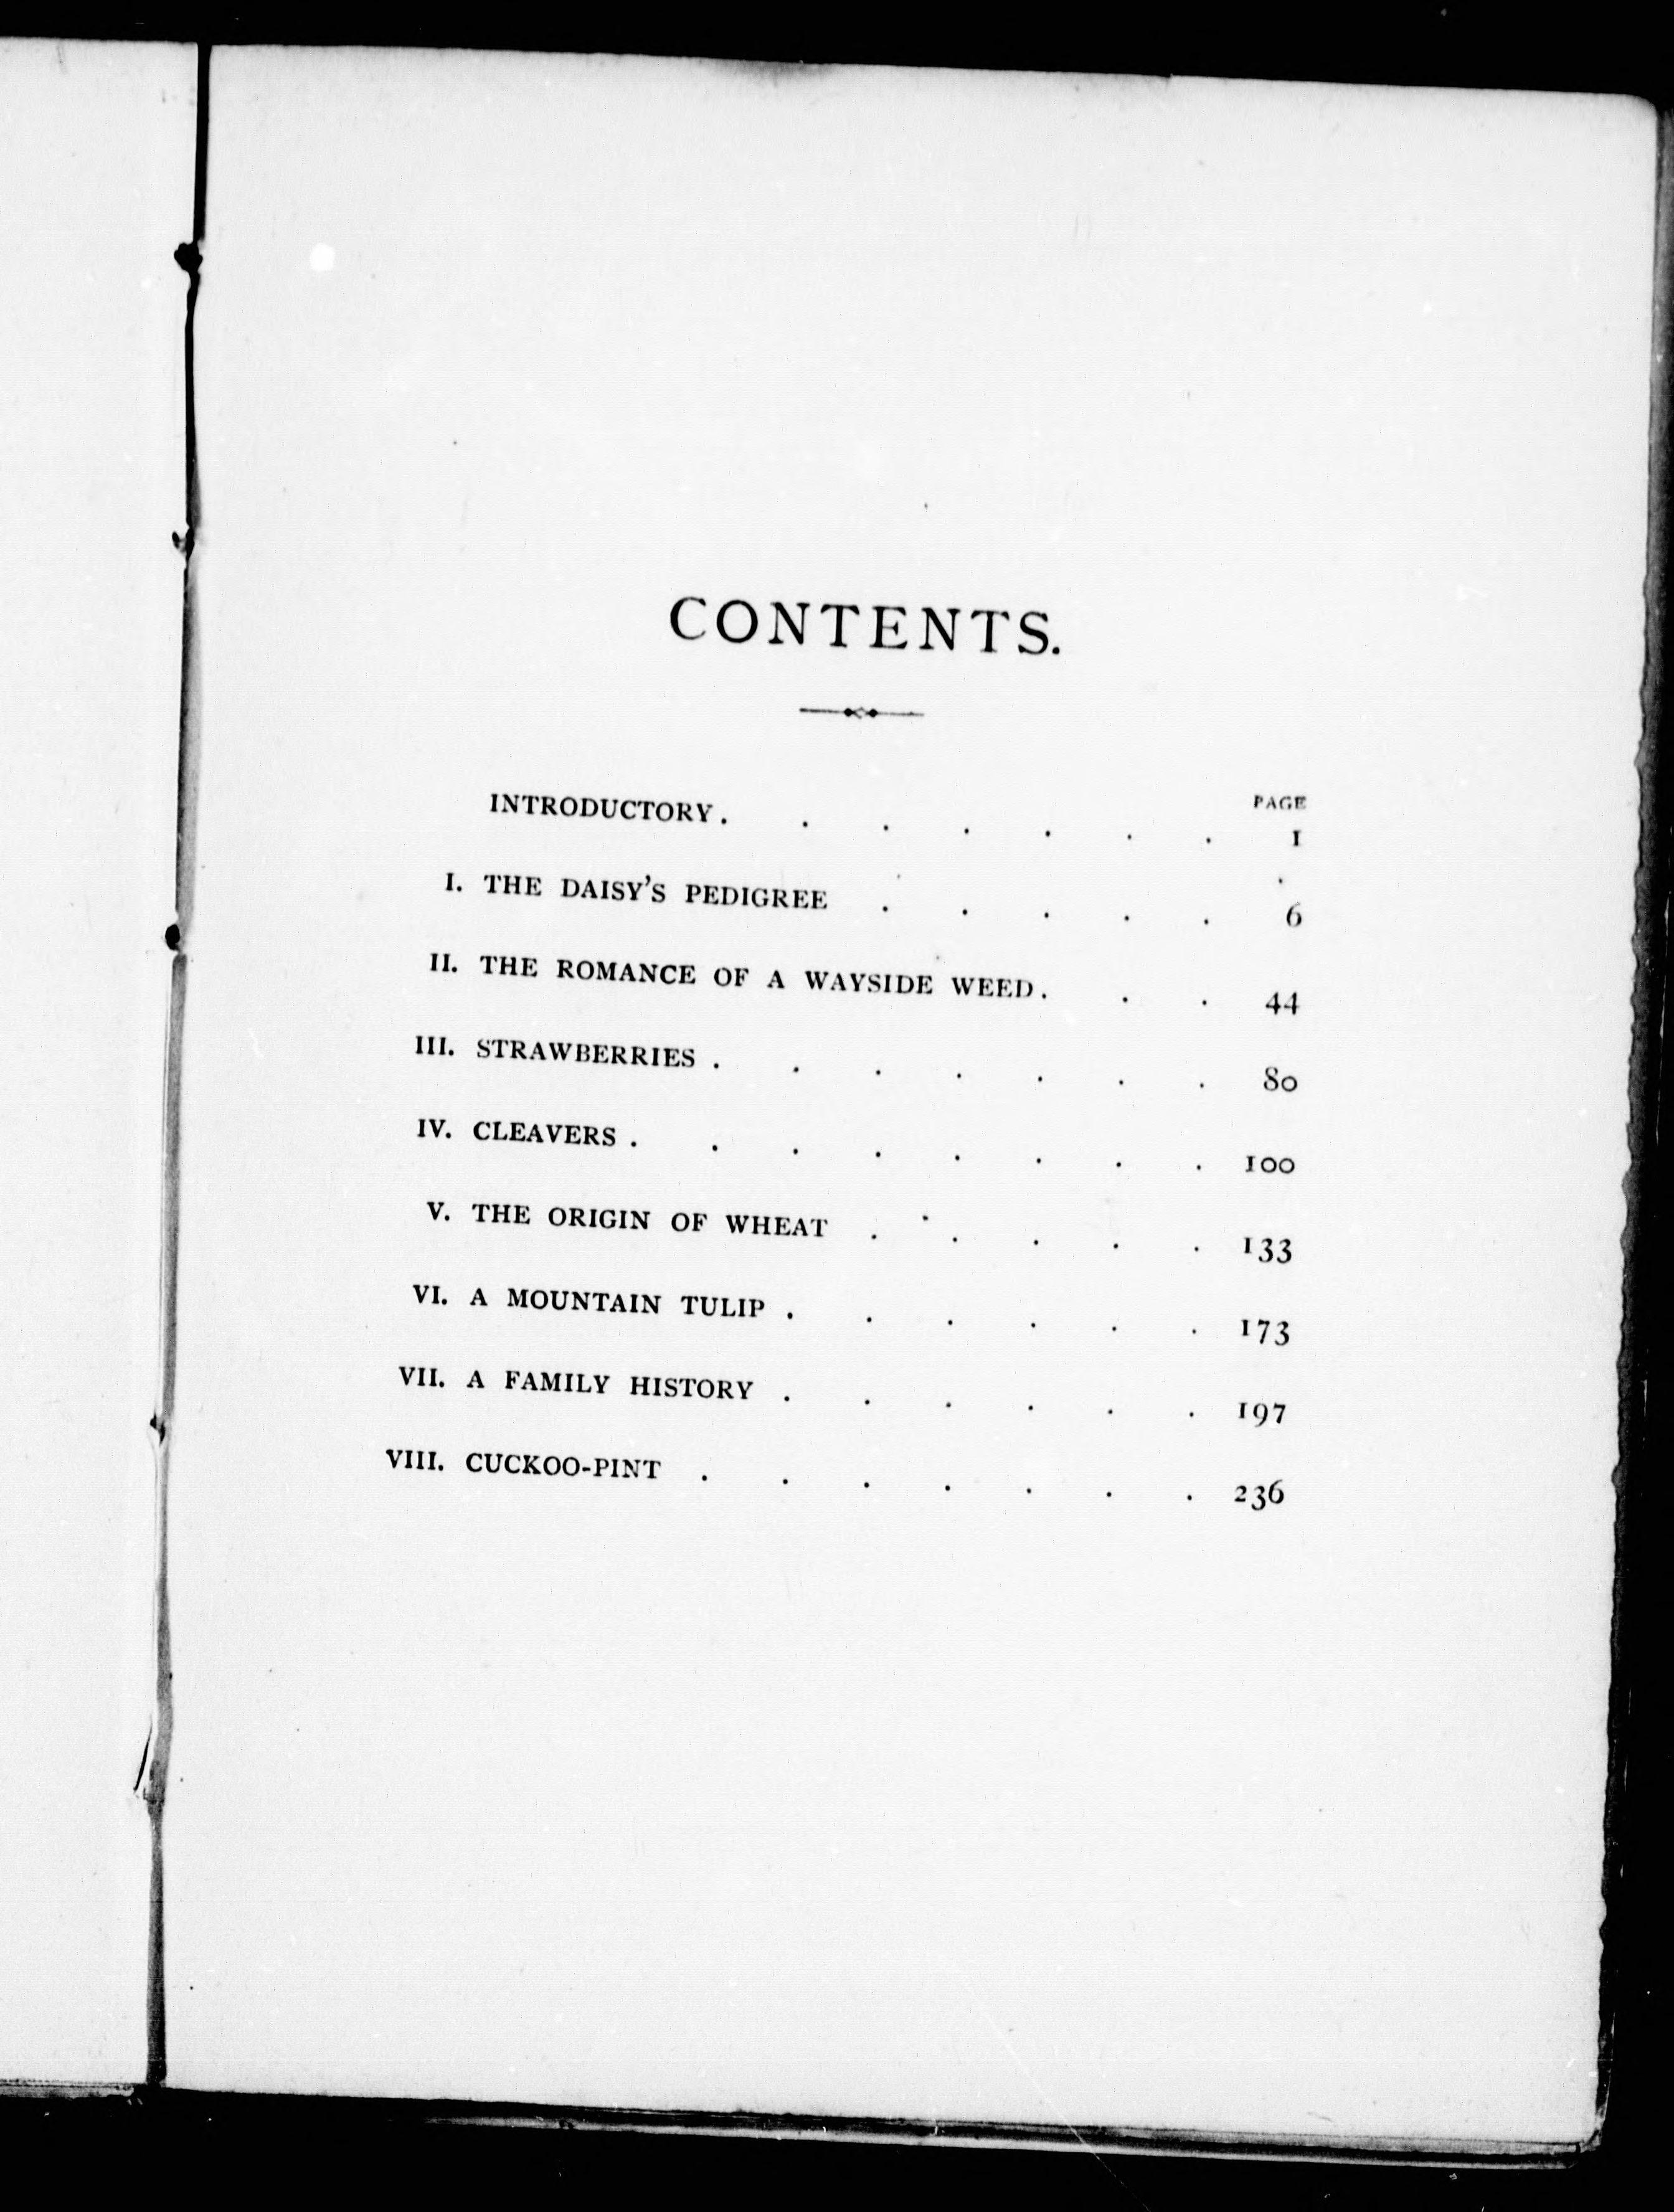 CONTENTS.
PAGE
INTRODUCTORY . . . . . . . 1
I. THE DAISY'S PEDIGREE . . . . . 6
II. THE ROMANCE OF A WAYSIDE WEED . . . 44
III. STRAWBERRIES . . . . . . . 80
IV. CLEAVERS . . . . . . . . 100
V. THE ORIGIN OF WHEAT . . . . . 133
VI. A MOUNTAIN TULIP . . . . . . 173
VII. A FAMILY HISTORY . . . . . . 197
VIII. CUCKOO-PINT . . . . . . . 236